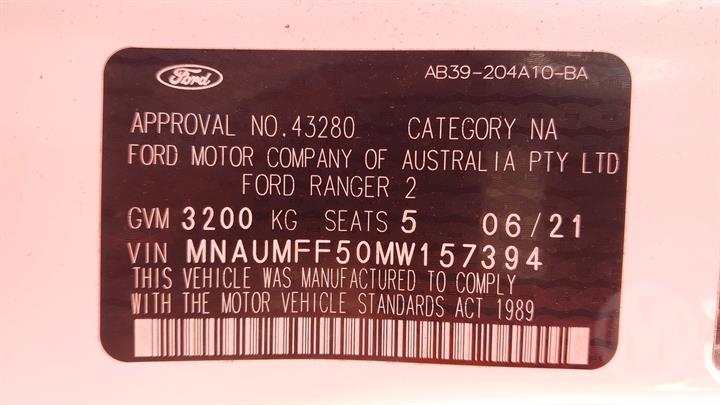 Ford
AB39-204A10-BA
APPROVAL NO.43280 CATEGORY NA
FORD MOTOR COMPANY OF AUSTRALIA PTY LTD
FORD RANGER 2
GVM 3200 KG SEATS 5 06/21
VIN MNAUMFF50MW157394
THIS VEHICLE WAS MANUFACTURED TO COMPLY
WITH THE MOTOR VEHICLE STANDARDS ACT 1989